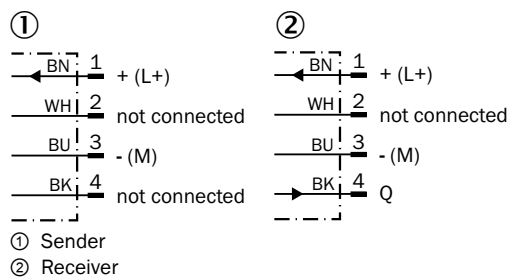 ① ②
BN 1 + (L+) BN 1 + (L+)
WH 2 not connected WH 2 not connected
BU 3 - (M) BU 3 - (M)
BK 4 not connected BK 4 Q
① Sender
② Receiver